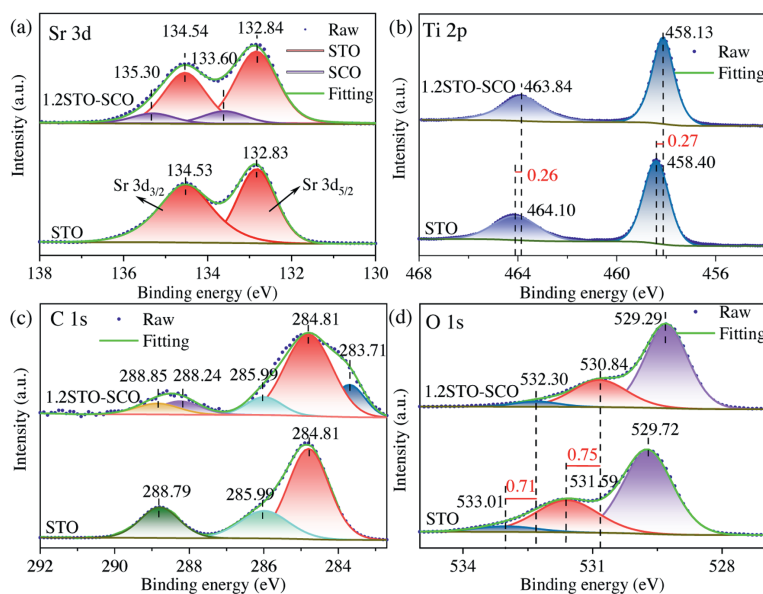 (a)
Sr 3d
134.54
132.84
133.60
135.30
Raw
STO
SCO
Fitting
1.2STO-SCO
134.53
132.83
Sr 3d3/2
Sr 3d5/2
STO
Intensity (a.u.)
138 136 134 132 130
Binding energy (eV)
(b)
Ti 2p
458.13
Raw
Fitting
1.2STO-SCO
463.84
0.27
458.40
0.26
464.10
STO
Intensity (a.u.)
468 464 460 456
Binding energy (eV)
(c)
C 1s
Raw
Fitting
284.81
283.71
288.85
288.24
285.99
1.2STO-SCO
284.81
288.79
285.99
STO
Intensity (a.u.)
292 290 288 286 284
Binding energy (eV)
(d)
O 1s
529.29
Raw
Fitting
1.2STO-SCO
532.30
530.84
529.72
0.75
0.71
531.59
533.01
STO
Intensity (a.u.)
534 531 528
Binding energy (eV)